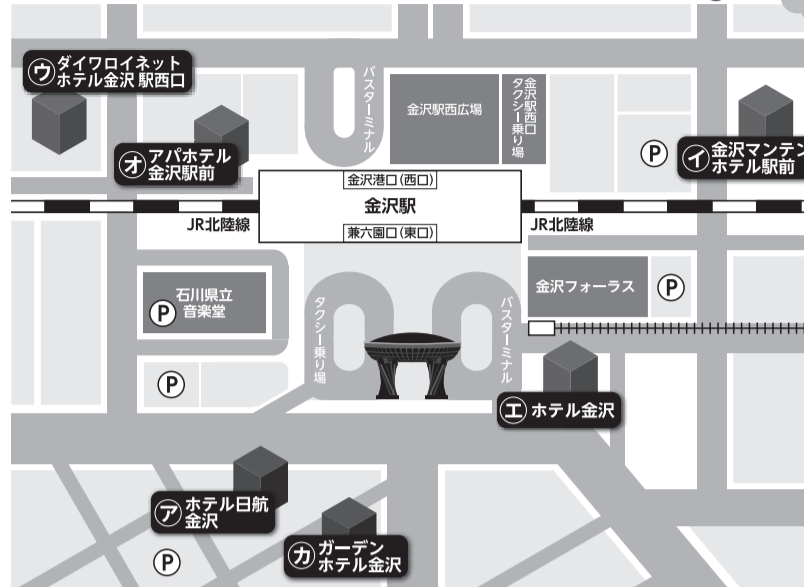 ウ ダイワロイネット
ホテル金沢 駅西口
バスターミナル
金沢駅西広場
金沢駅西口
タクシー乗り場
オ アパホテル
金沢駅前
P
イ 金沢マンテン
ホテル駅前
金沢港口(西口)
金沢駅
兼六園口(東口)
JR北陸線
JR北陸線
石川県立
音楽堂
P
タクシー乗り場
バスターミナル
金沢フォーラス
P
P
エ ホテル金沢
ア ホテル日航
金沢
カ ガーデン
ホテル金沢
P